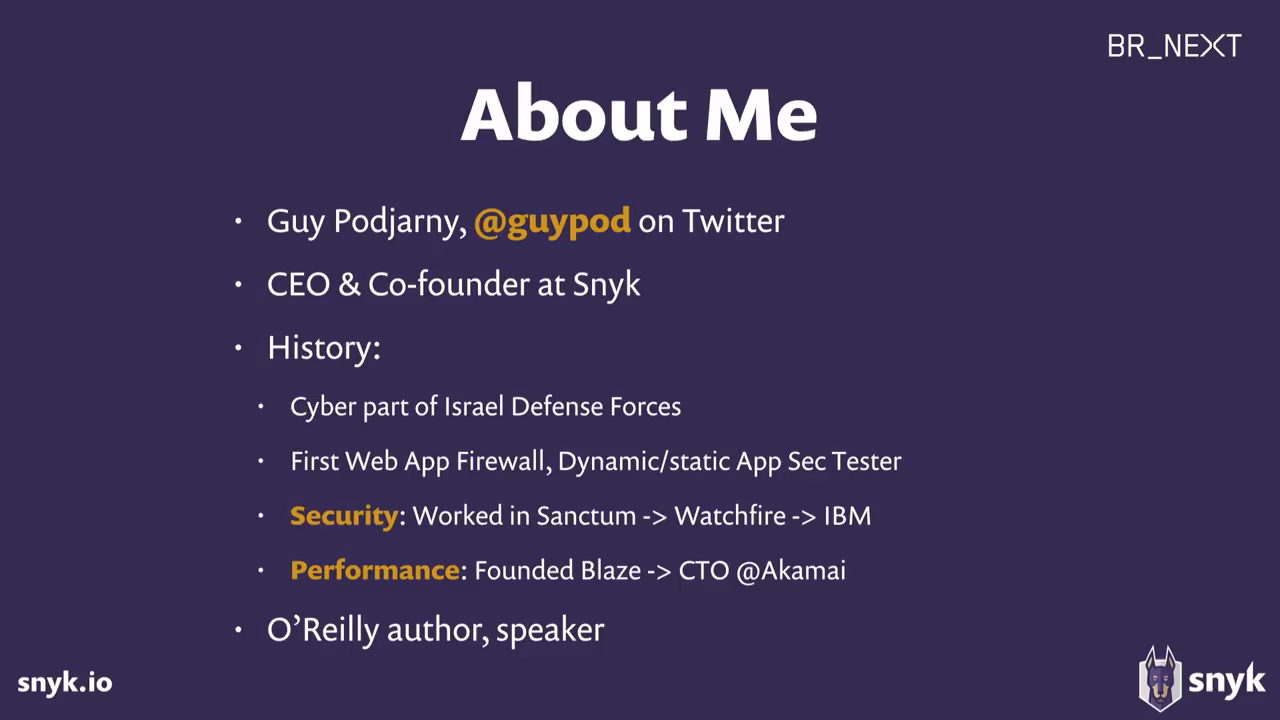 BR_NEXT
About Me
• Guy Podjarny, @guypod on Twitter
• CEO & Co-founder at Snyk
• History:
• Cyber part of Israel Defense Forces
• First Web App Firewall, Dynamic/static App Sec Tester
• Security: Worked in Sanctum -> Watchfire -> IBM
• Performance: Founded Blaze -> CTO @Akamai
• O’Reilly author, speaker
snyk.io
snyk